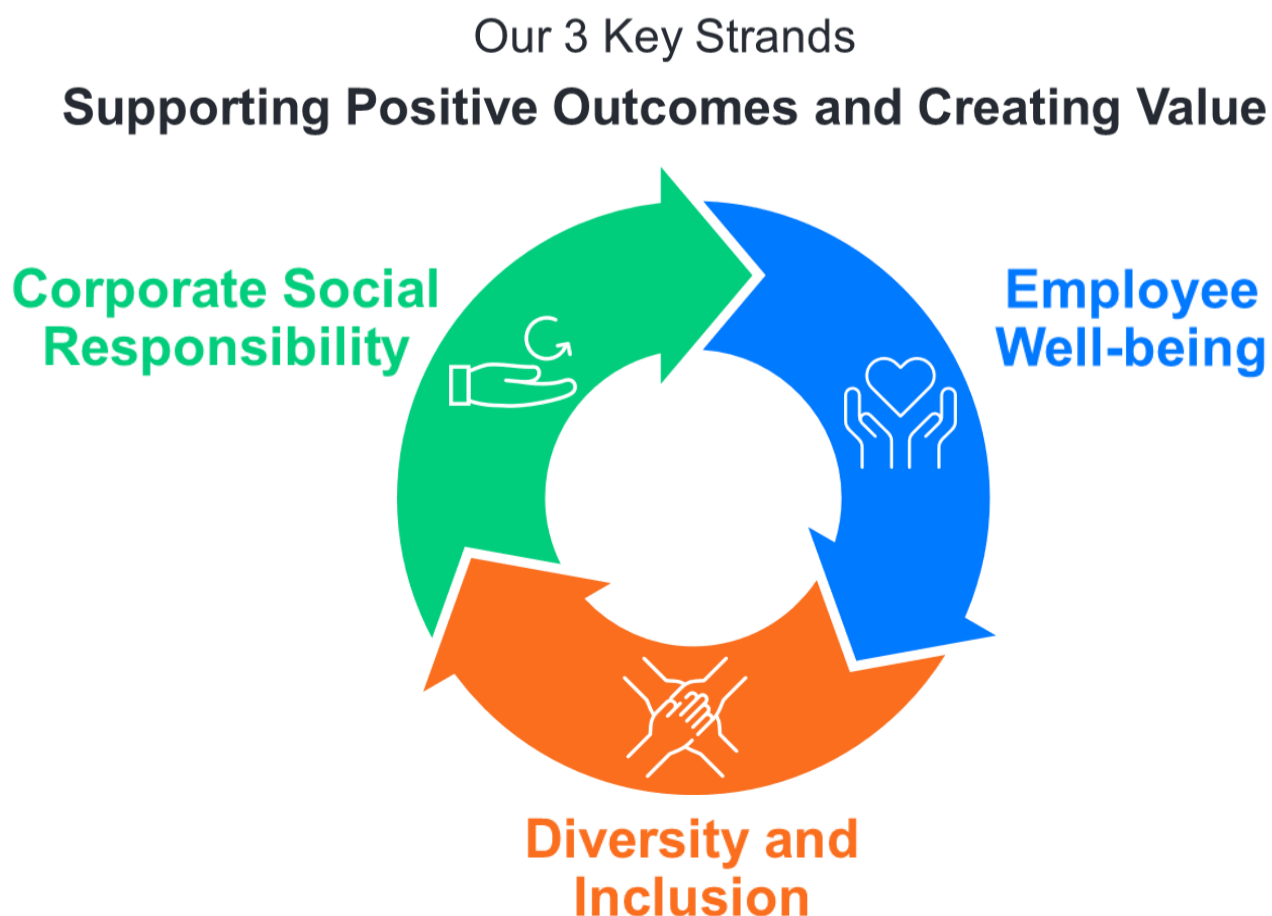 Our 3 Key Strands
Supporting Positive Outcomes and Creating Value
Corporate Social
Responsibility
Employee
Well-being
Diversity and
Inclusion